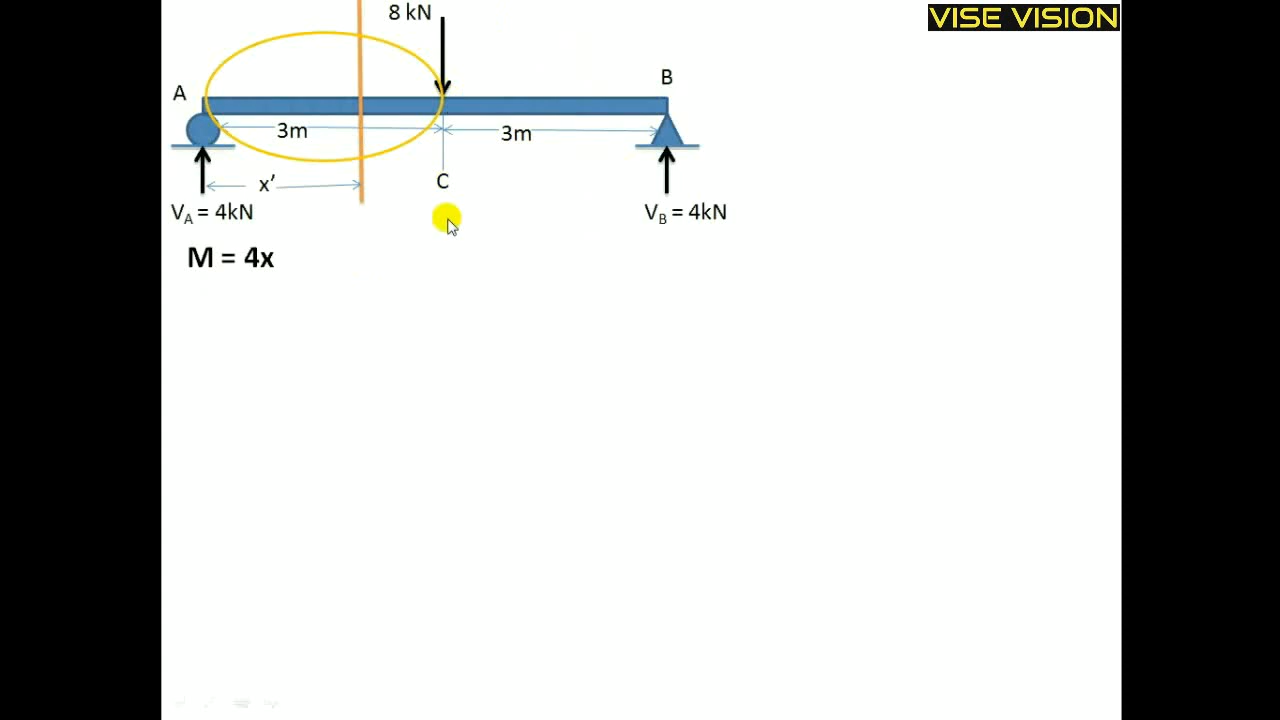 VISE VISION
8 kN
A
B
3m
3m
x’
C
VA = 4kN
VB = 4kN
M = 4x